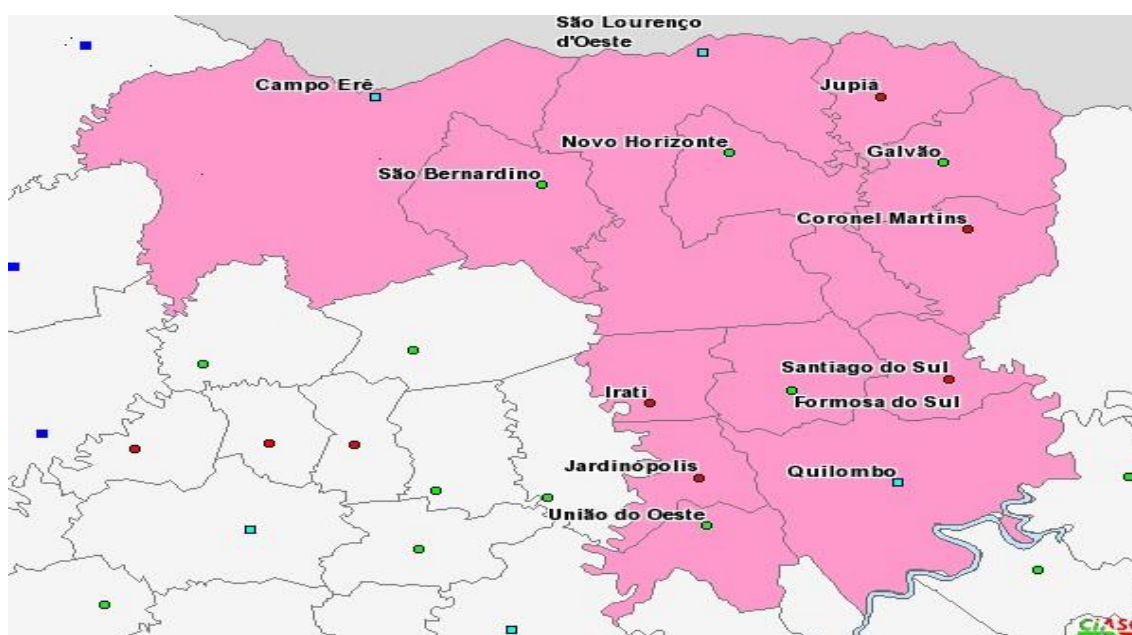 São Lourenço
d'Oeste
Campo Erê
Jupiá
Novo Horizonte
Galvão
São Bernardino
Coronel Martins
Santiago do Sul
Irati
Formosa do Sul
Jardinópolis
Quilombo
União do Oeste